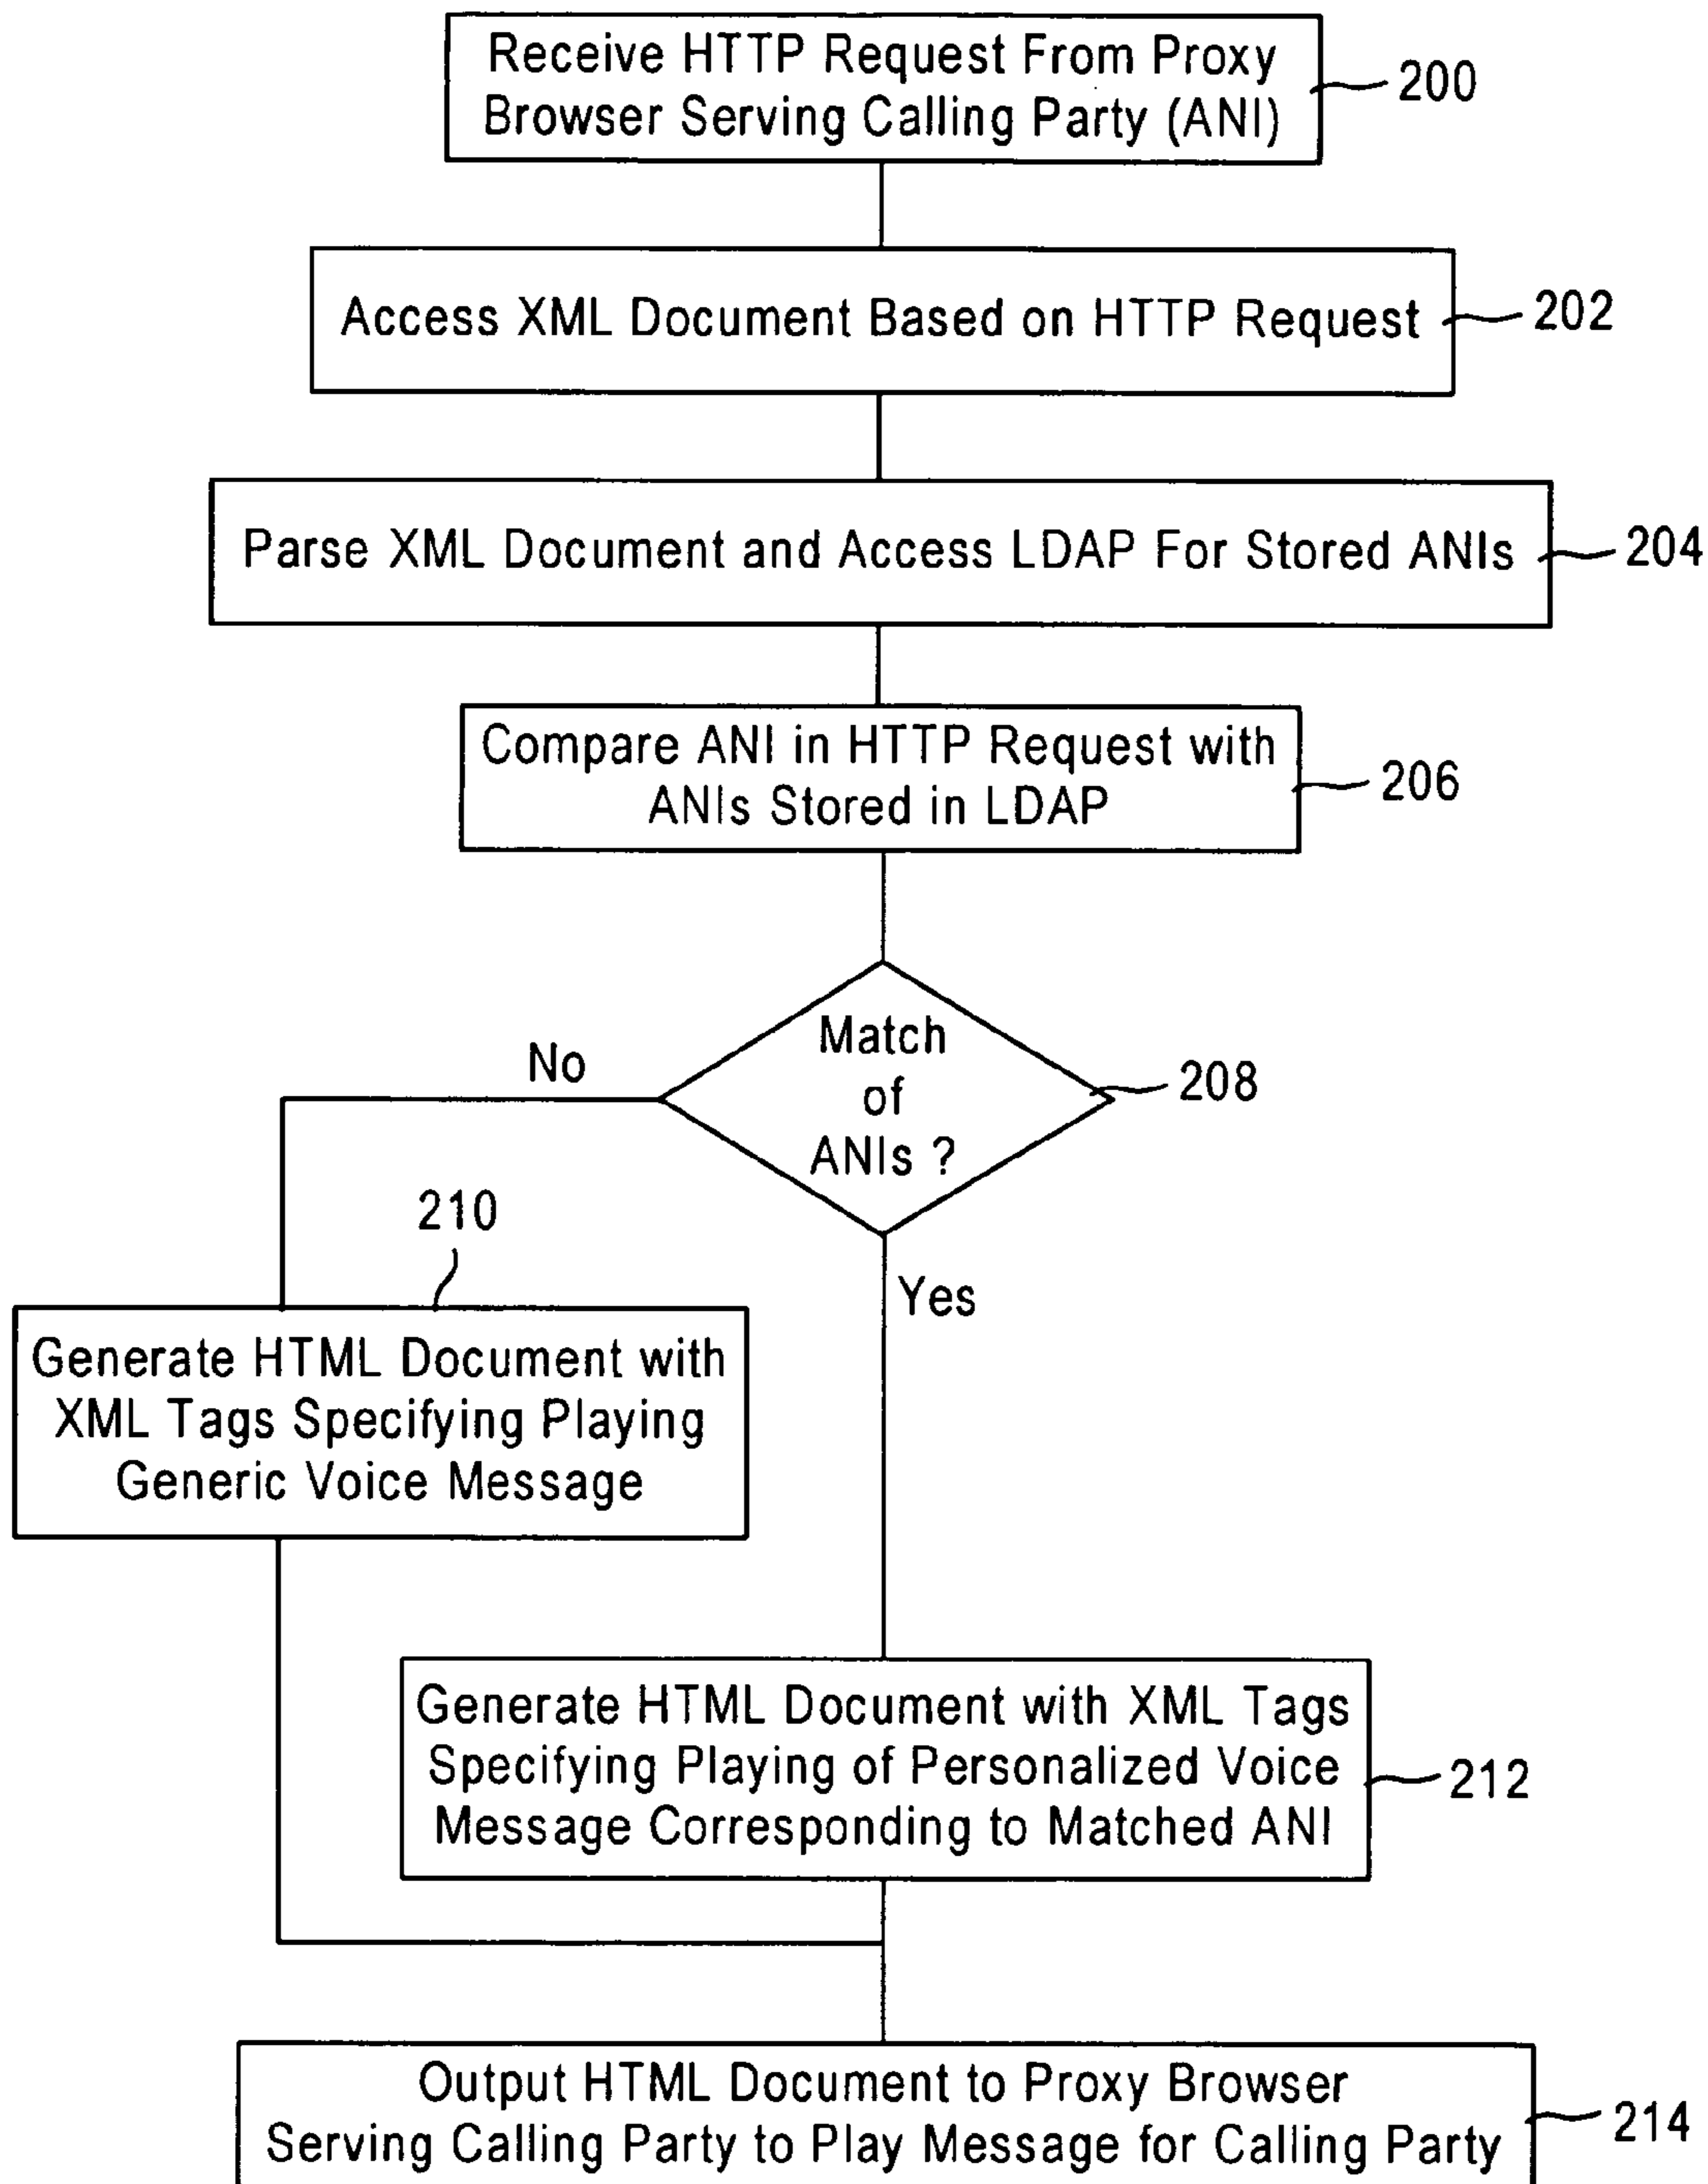 Receive HTTP Request From Proxy
Browser Serving Calling Party (ANI)
200
Access XML Document Based on HTTP Request
202
Parse XML Document and Access LDAP For Stored ANIs
204
Compare ANI in HTTP Request with
ANIs Stored in LDAP
206
Match
of
ANIs ?
208
No
Yes
210
Generate HTML Document with
XML Tags Specifying Playing
Generic Voice Message
Generate HTML Document with XML Tags
Specifying Playing of Personalized Voice
Message Corresponding to Matched ANI
212
Output HTML Document to Proxy Browser
Serving Calling Party to Play Message for Calling Party
214